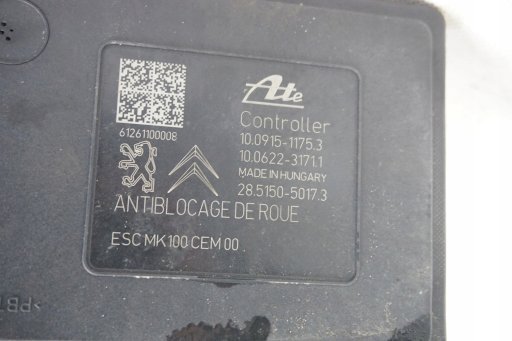 Ate
61261100008
Controller
10.0915-1175.3
10.0622-3171.1
MADE IN HUNGARY
28.5150-5017.3
ANTIBLOCAGE DE ROUE
ESC MK100 CEM 00